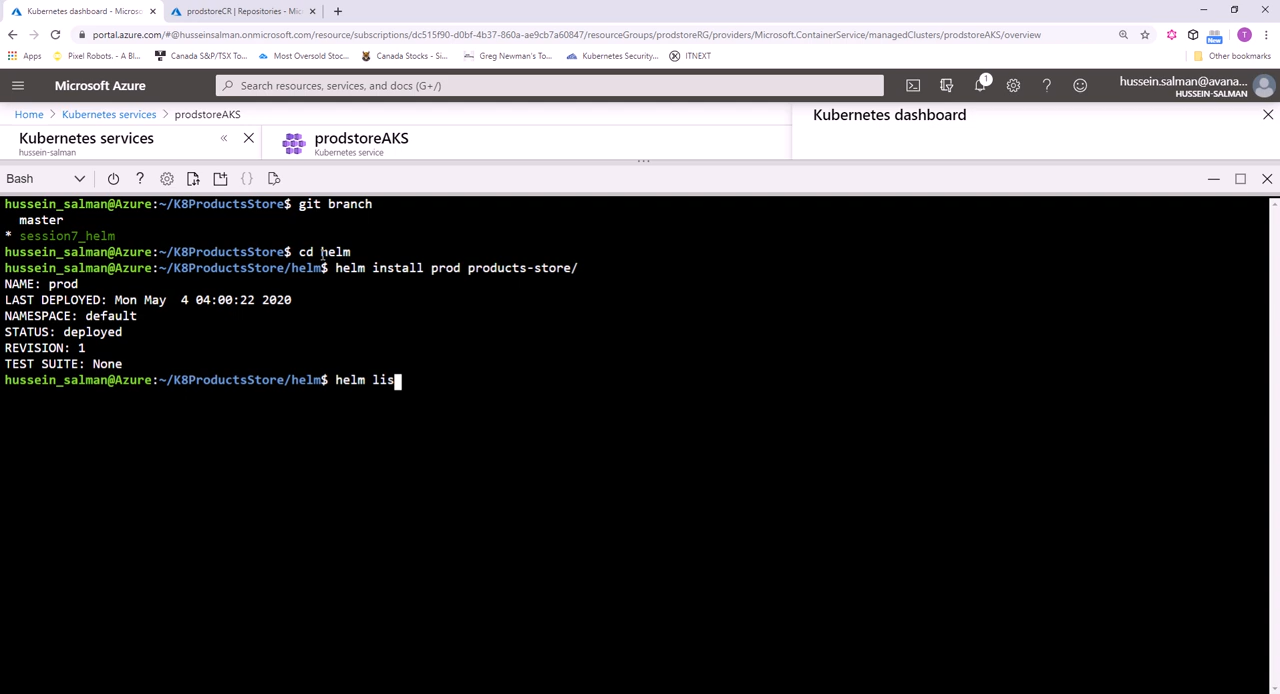 Kubernetes dashboard - Microso
prodstoreCR | Repositories - Mic
portal.azure.com/#@husseinsalman.onmicrosoft.com/resource/subscriptions/dc515f90-d0bf-4b37-860a-ae9cb7a60847/resourceGroups/prodstoreRG/providers/Microsoft.ContainerService/managedClusters/prodstoreAKS/overview
T
Apps Pixel Robots. - A Bl... Canada S&P/TSX To... Most Oversold Stoc... Canada Stocks - Si... Greg Newman's To... Kubernetes Security... ITNEXT Other bookmarks
New
Microsoft Azure
Search resources, services, and docs (G+/)
1
hussein.salman@avana...
HUSSEIN-SALMAN
Home > Kubernetes services > prodstoreAKS
Kubernetes services
hussein-salman
prodstoreAKS
Kubernetes service
Kubernetes dashboard
Bash
hussein_salman@Azure:~/K8ProductsStore$ git branch
master
* session7_helm
hussein_salman@Azure:~/K8ProductsStore$ cd helm
hussein_salman@Azure:~/K8ProductsStore/helm$ helm install prod products-store/
NAME: prod
LAST DEPLOYED: Mon May  4 04:00:22 2020
NAMESPACE: default
STATUS: deployed
REVISION: 1
TEST SUITE: None
hussein_salman@Azure:~/K8ProductsStore/helm$ helm lis